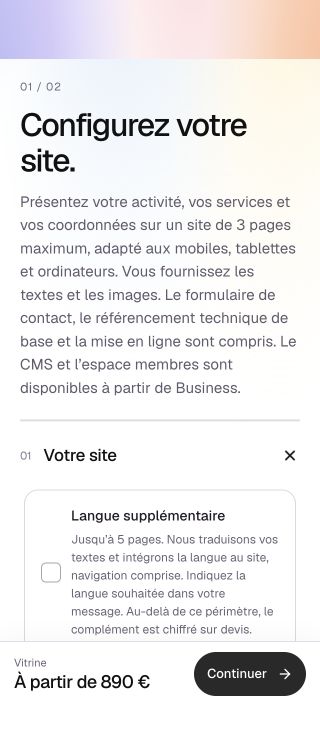 01 / 02
Configurez votre
site.
Présentez votre activité, vos services et
vos coordonnées sur un site de 3 pages
maximum, adapté aux mobiles, tablettes
et ordinateurs. Vous fournissez les
textes et les images. Le formulaire de
contact, le référencement technique de
base et la mise en ligne sont compris. Le
CMS et l'espace membres sont
disponibles à partir de Business.
01 Votre site
Langue supplémentaire
Jusqu'à 5 pages. Nous traduisons vos
textes et intégrons la langue au site,
navigation comprise. Indiquez la
langue souhaitée dans votre
message. Au-delà de ce périmètre, le
complément est chiffré sur devis.
Vitrine
À partir de 890 €
Continuer →